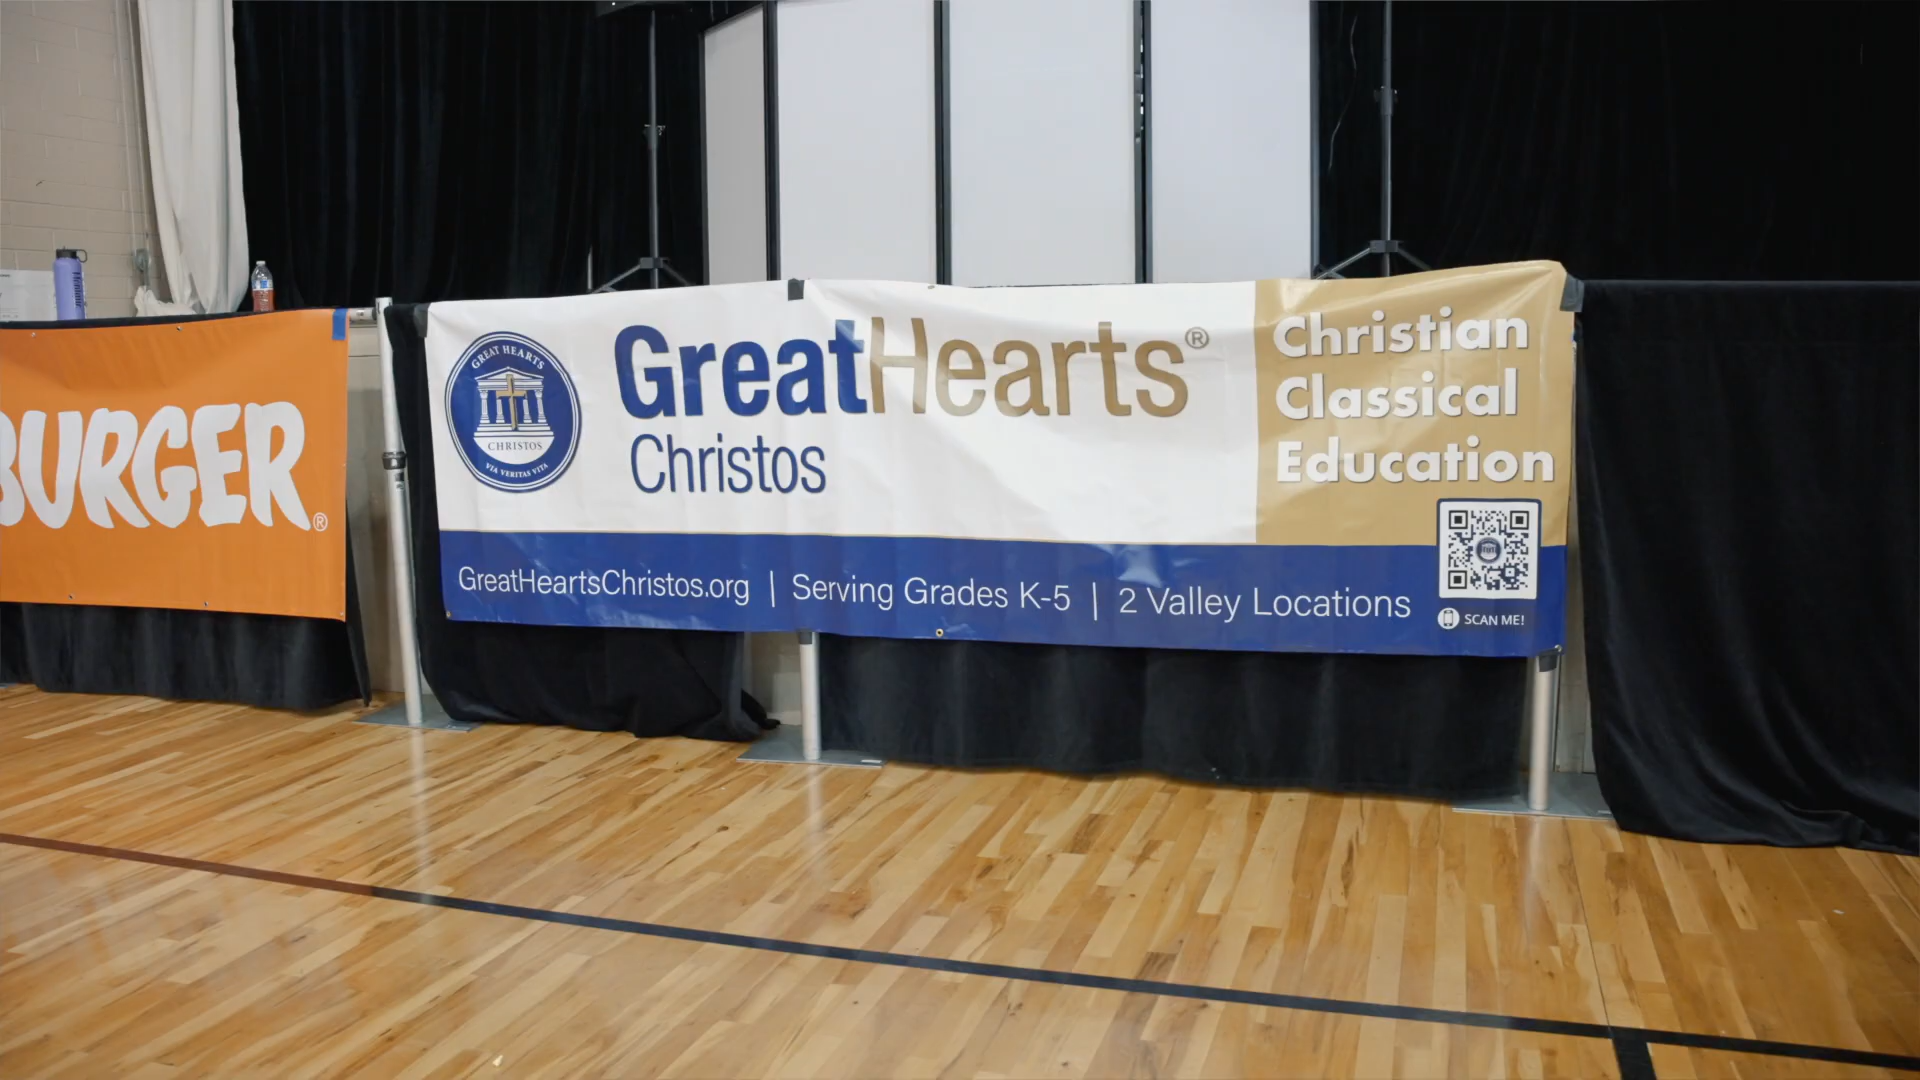 BURGER®
GREAT HEARTS
CHRISTOS
VIA VERITAS VITA
GreatHearts®
Christos
Christian
Classical
Education
GreatHeartsChristos.org | Serving Grades K-5 | 2 Valley Locations
SCAN ME!